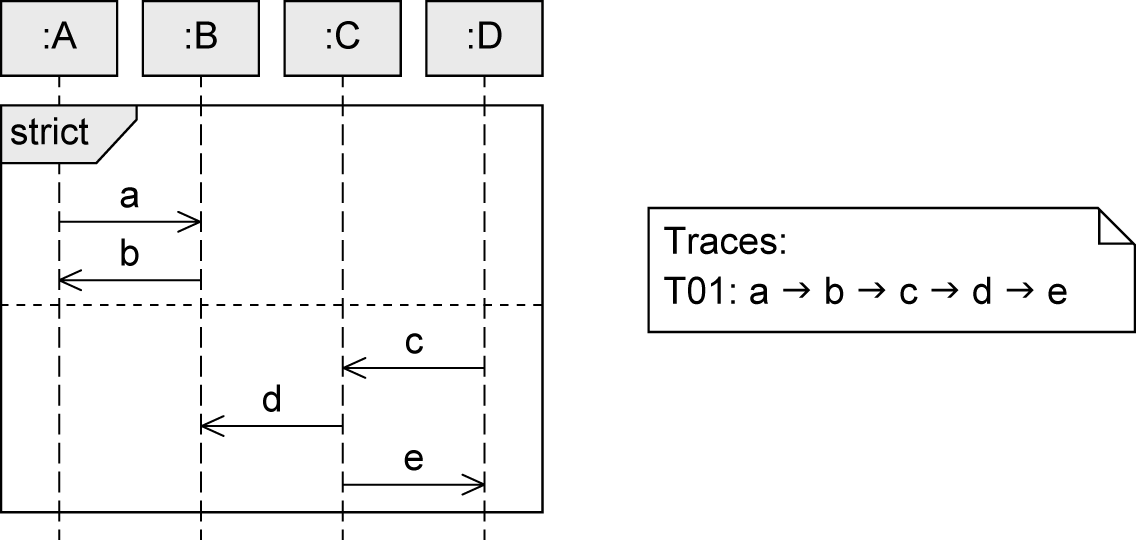 :A :B :C :D
strict
a
b
c
d
e
Traces:
T01: a → b → c → d → e